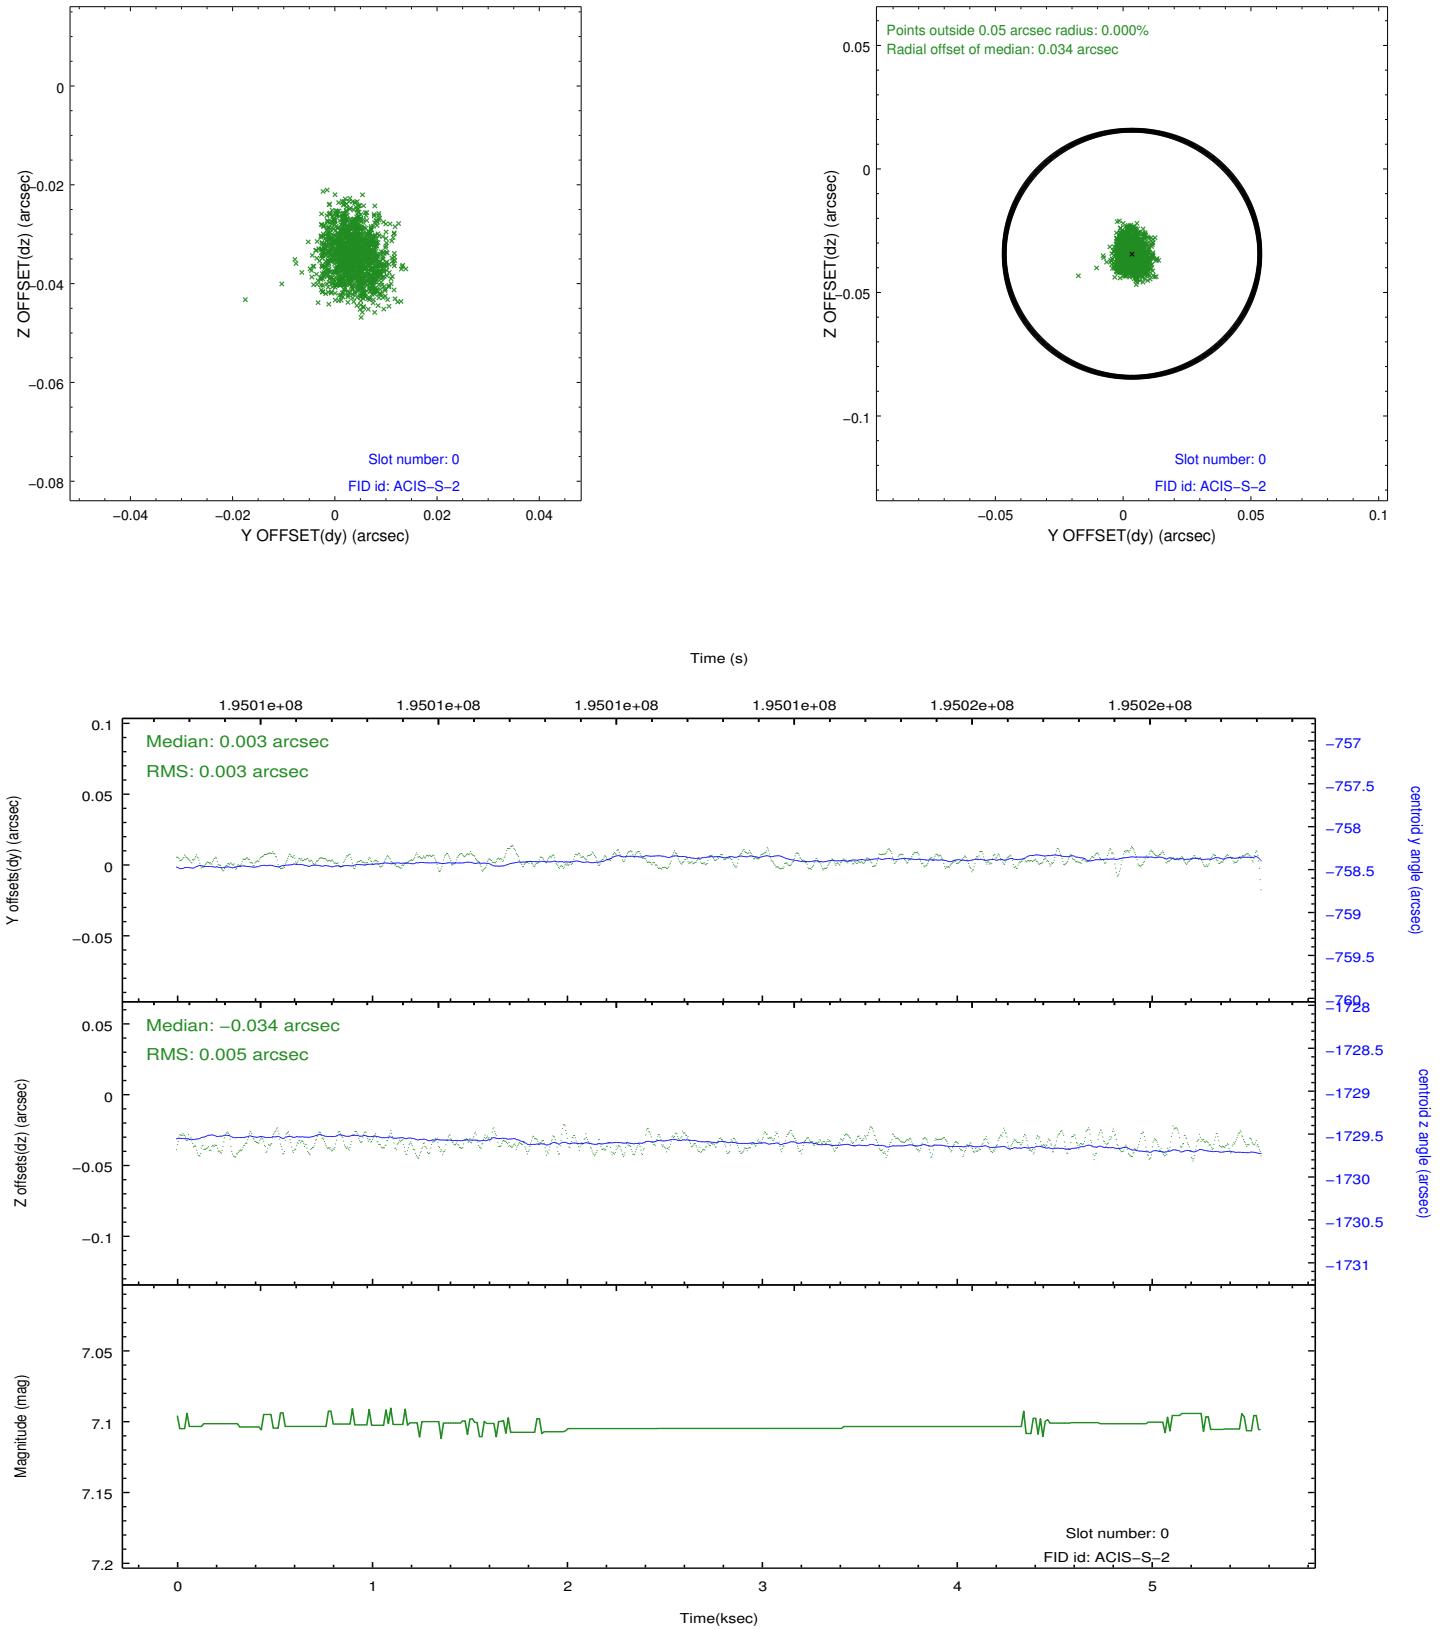 0
−0.02
−0.04
−0.06
−0.08
Z OFFSET(dz) (arcsec)
Slot number: 0
FID id: ACIS−S−2
−0.04 −0.02 0 0.02 0.04
Y OFFSET(dy) (arcsec)
Points outside 0.05 arcsec radius: 0.000%
Radial offset of median: 0.034 arcsec
0.05
0
−0.05
−0.1
Z OFFSET(dz) (arcsec)
Slot number: 0
FID id: ACIS−S−2
−0.05 0 0.05 0.1
Y OFFSET(dy) (arcsec)
Time (s)
1.9501e+08 1.9501e+08 1.9501e+08 1.9501e+08 1.9502e+08 1.9502e+08
Median: 0.003 arcsec
RMS: 0.003 arcsec
0.1
0.05
0
−0.05
Y offsets(dy) (arcsec)
−757
−757.5
−758
−758.5
−759
−759.5
−760
centroid y angle (arcsec)
Median: −0.034 arcsec
RMS: 0.005 arcsec
0.05
0
−0.05
−0.1
Z offsets(dz) (arcsec)
−1728
−1728.5
−1729
−1729.5
−1730
−1730.5
−1731
centroid z angle (arcsec)
7.05
7.1
7.15
7.2
Magnitude (mag)
Slot number: 0
FID id: ACIS−S−2
0 1 2 3 4 5
Time(ksec)